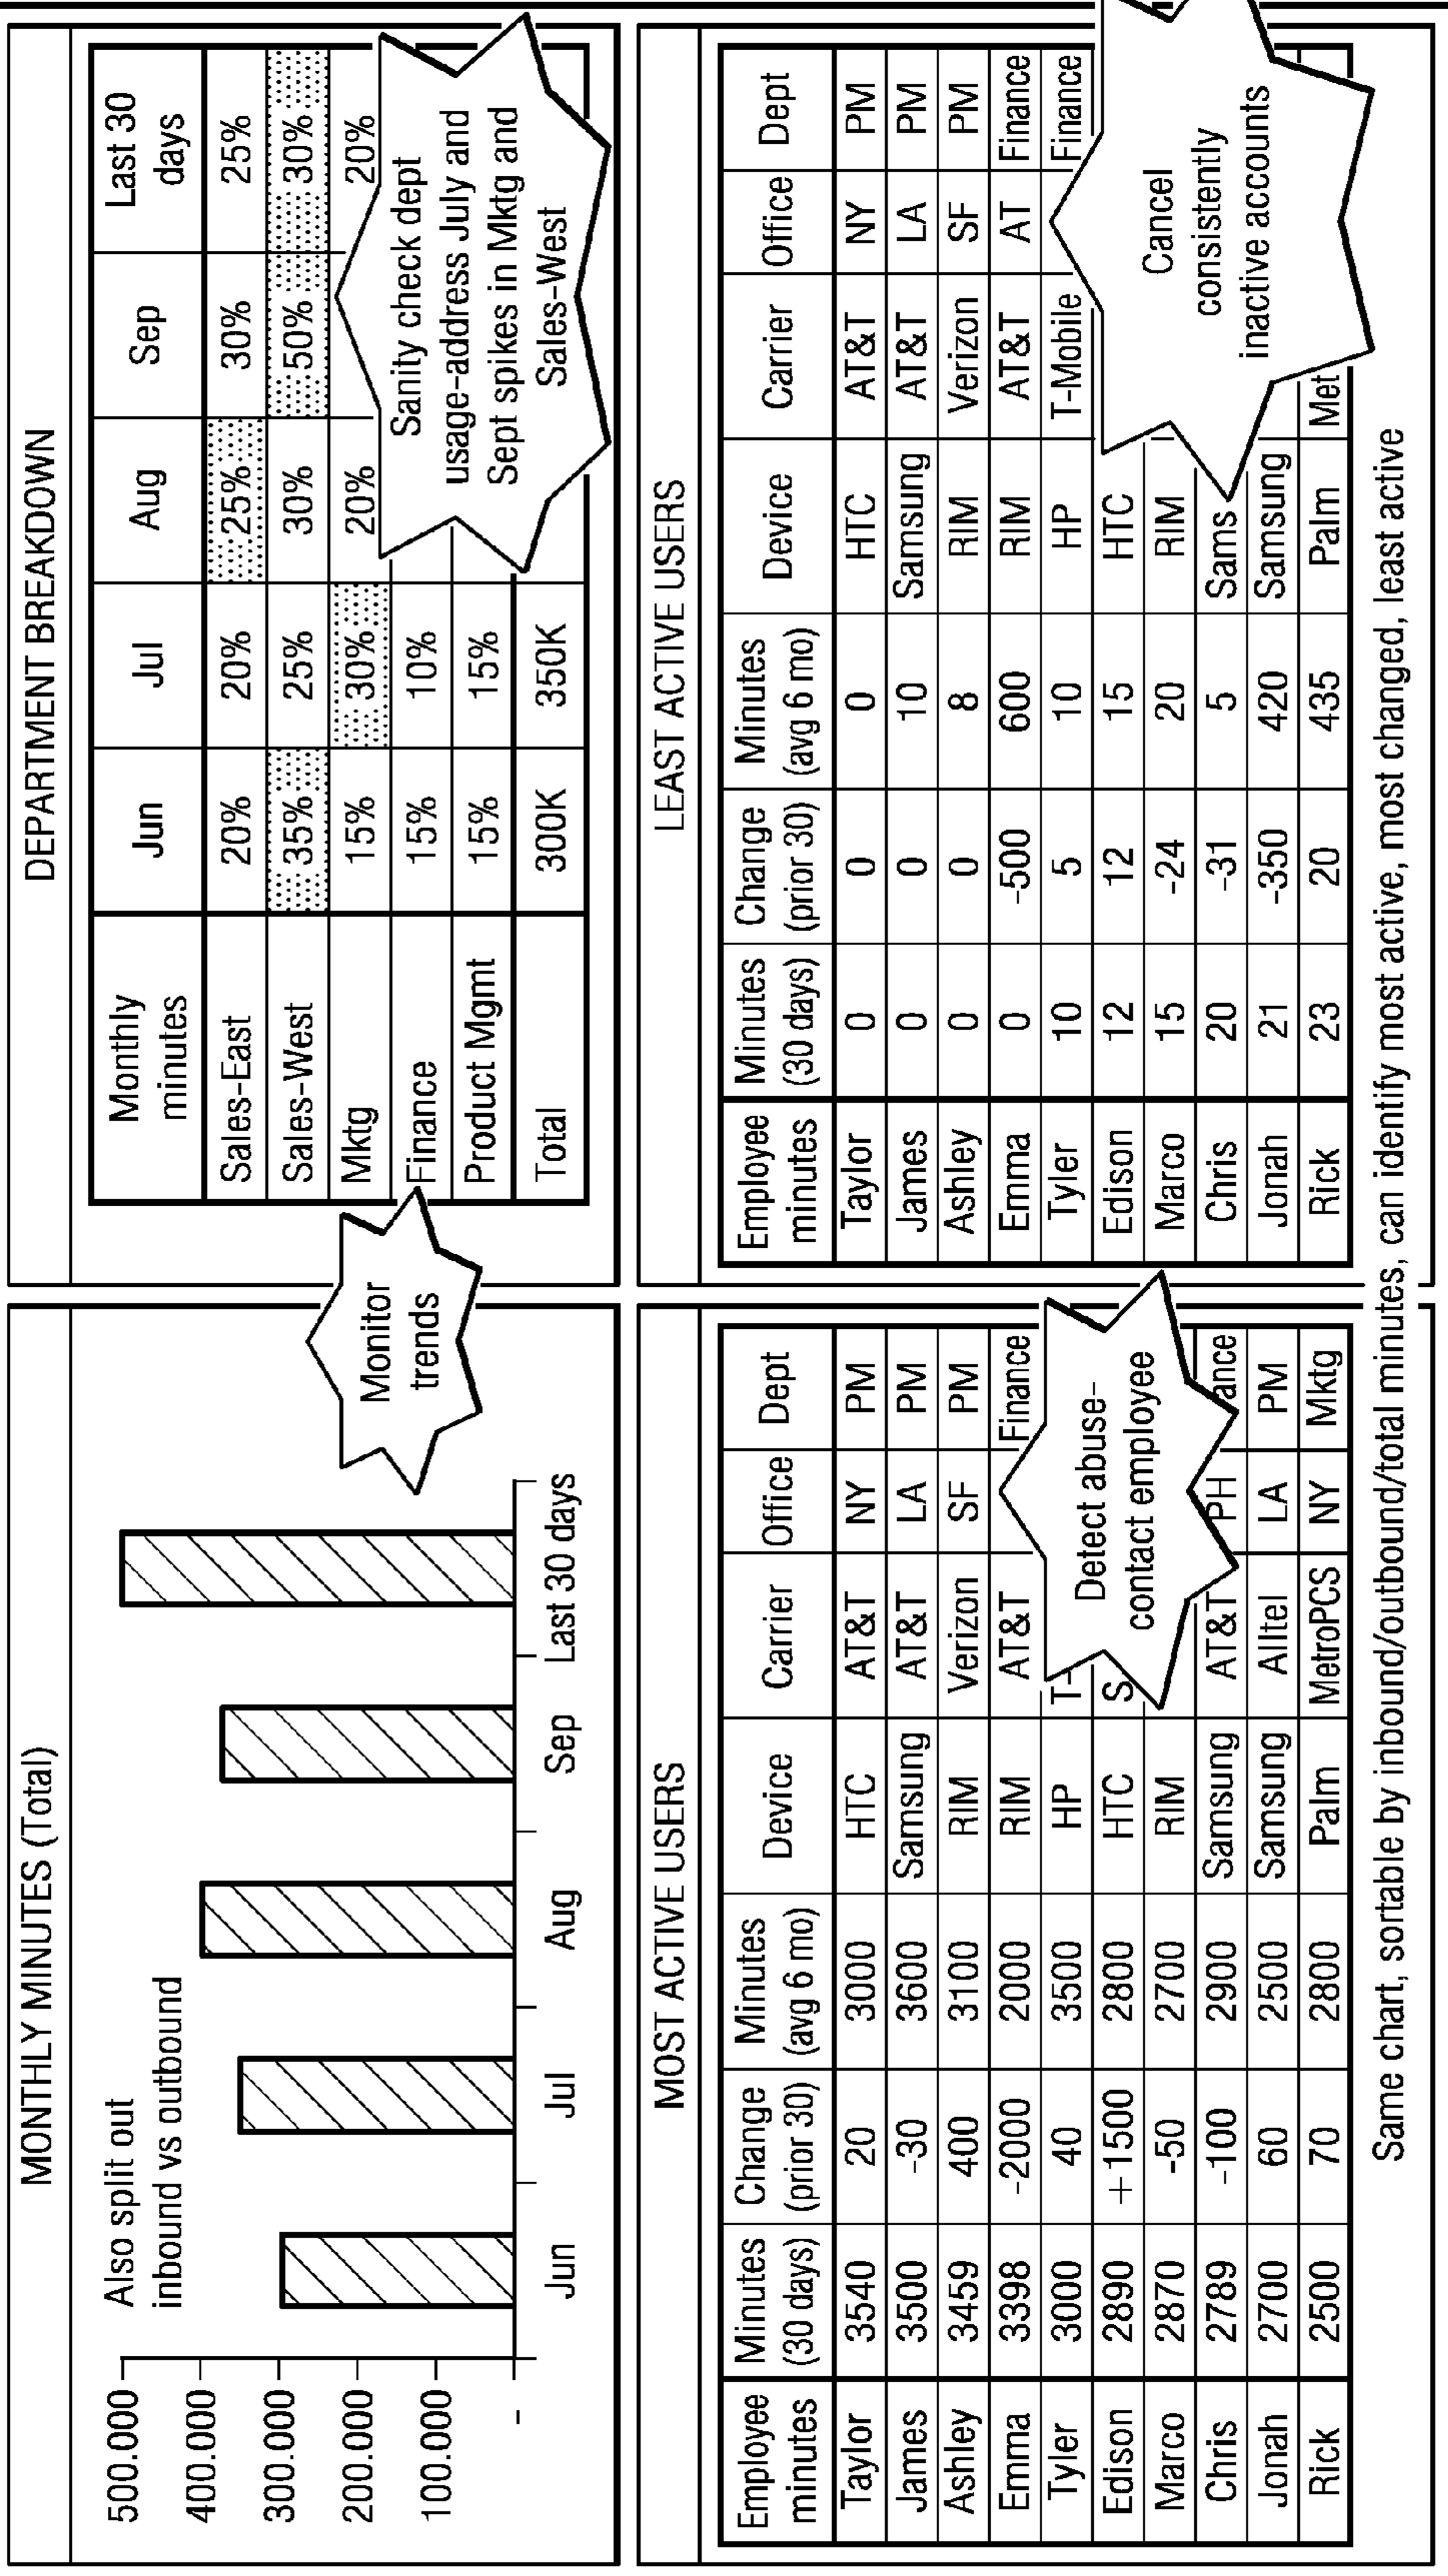 MONTHLY MINUTES (Total)
Also split out
inbound vs outbound
500.000
400.000
300.000
200.000
100.000
-
Jun Jul Aug Sep Last 30 days
Monitor
trends
DEPARTMENT BREAKDOWN
Monthly minutes Jun Jul Aug Sep Last 30 days
Sales-East 20% 20% 25% 30% 25%
Sales-West 35% 25% 30% 50% 30%
Mktg 15% 30% 20% 20%
Finance 15% 10%
Product Mgmt 15% 15%
Total 300K 350K
Sanity check dept
usage-address July and
Sept spikes in Mktg and
Sales-West
MOST ACTIVE USERS
Employee minutes Minutes (30 days) Change (prior 30) Minutes (avg 6 mo) Device Carrier Office Dept
Taylor 3540 20 3000 HTC AT&T NY PM
James 3500 -30 3600 Samsung AT&T LA PM
Ashley 3459 400 3100 RIM Verizon SF PM
Emma 3398 -2000 2000 RIM AT&T Finance
Tyler 3000 40 3500 HP T-
Edison 2890 +1500 2800 HTC S
Marco 2870 -50 2700 RIM
Chris 2789 -100 2900 Samsung AT&T PH ance
Jonah 2700 60 2500 Samsung Alltel LA PM
Rick 2500 70 2800 Palm MetroPCS NY Mktg
Detect abuse-
contact employee
LEAST ACTIVE USERS
Employee minutes Minutes (30 days) Change (prior 30) Minutes (avg 6 mo) Device Carrier Office Dept
Taylor 0 0 0 HTC AT&T NY PM
James 0 0 10 Samsung AT&T LA PM
Ashley 0 0 8 RIM Verizon SF PM
Emma 0 -500 600 RIM AT&T AT Finance
Tyler 10 5 10 HP T-Mobile Finance
Edison 12 12 15 HTC
Marco 15 -24 20 RIM
Chris 20 -31 5 Sams
Jonah 21 -350 420 Samsung
Rick 23 20 435 Palm Met
Cancel
consistently
inactive accounts
Same chart, sortable by inbound/outbound/total minutes, can identify most active, most changed, least active